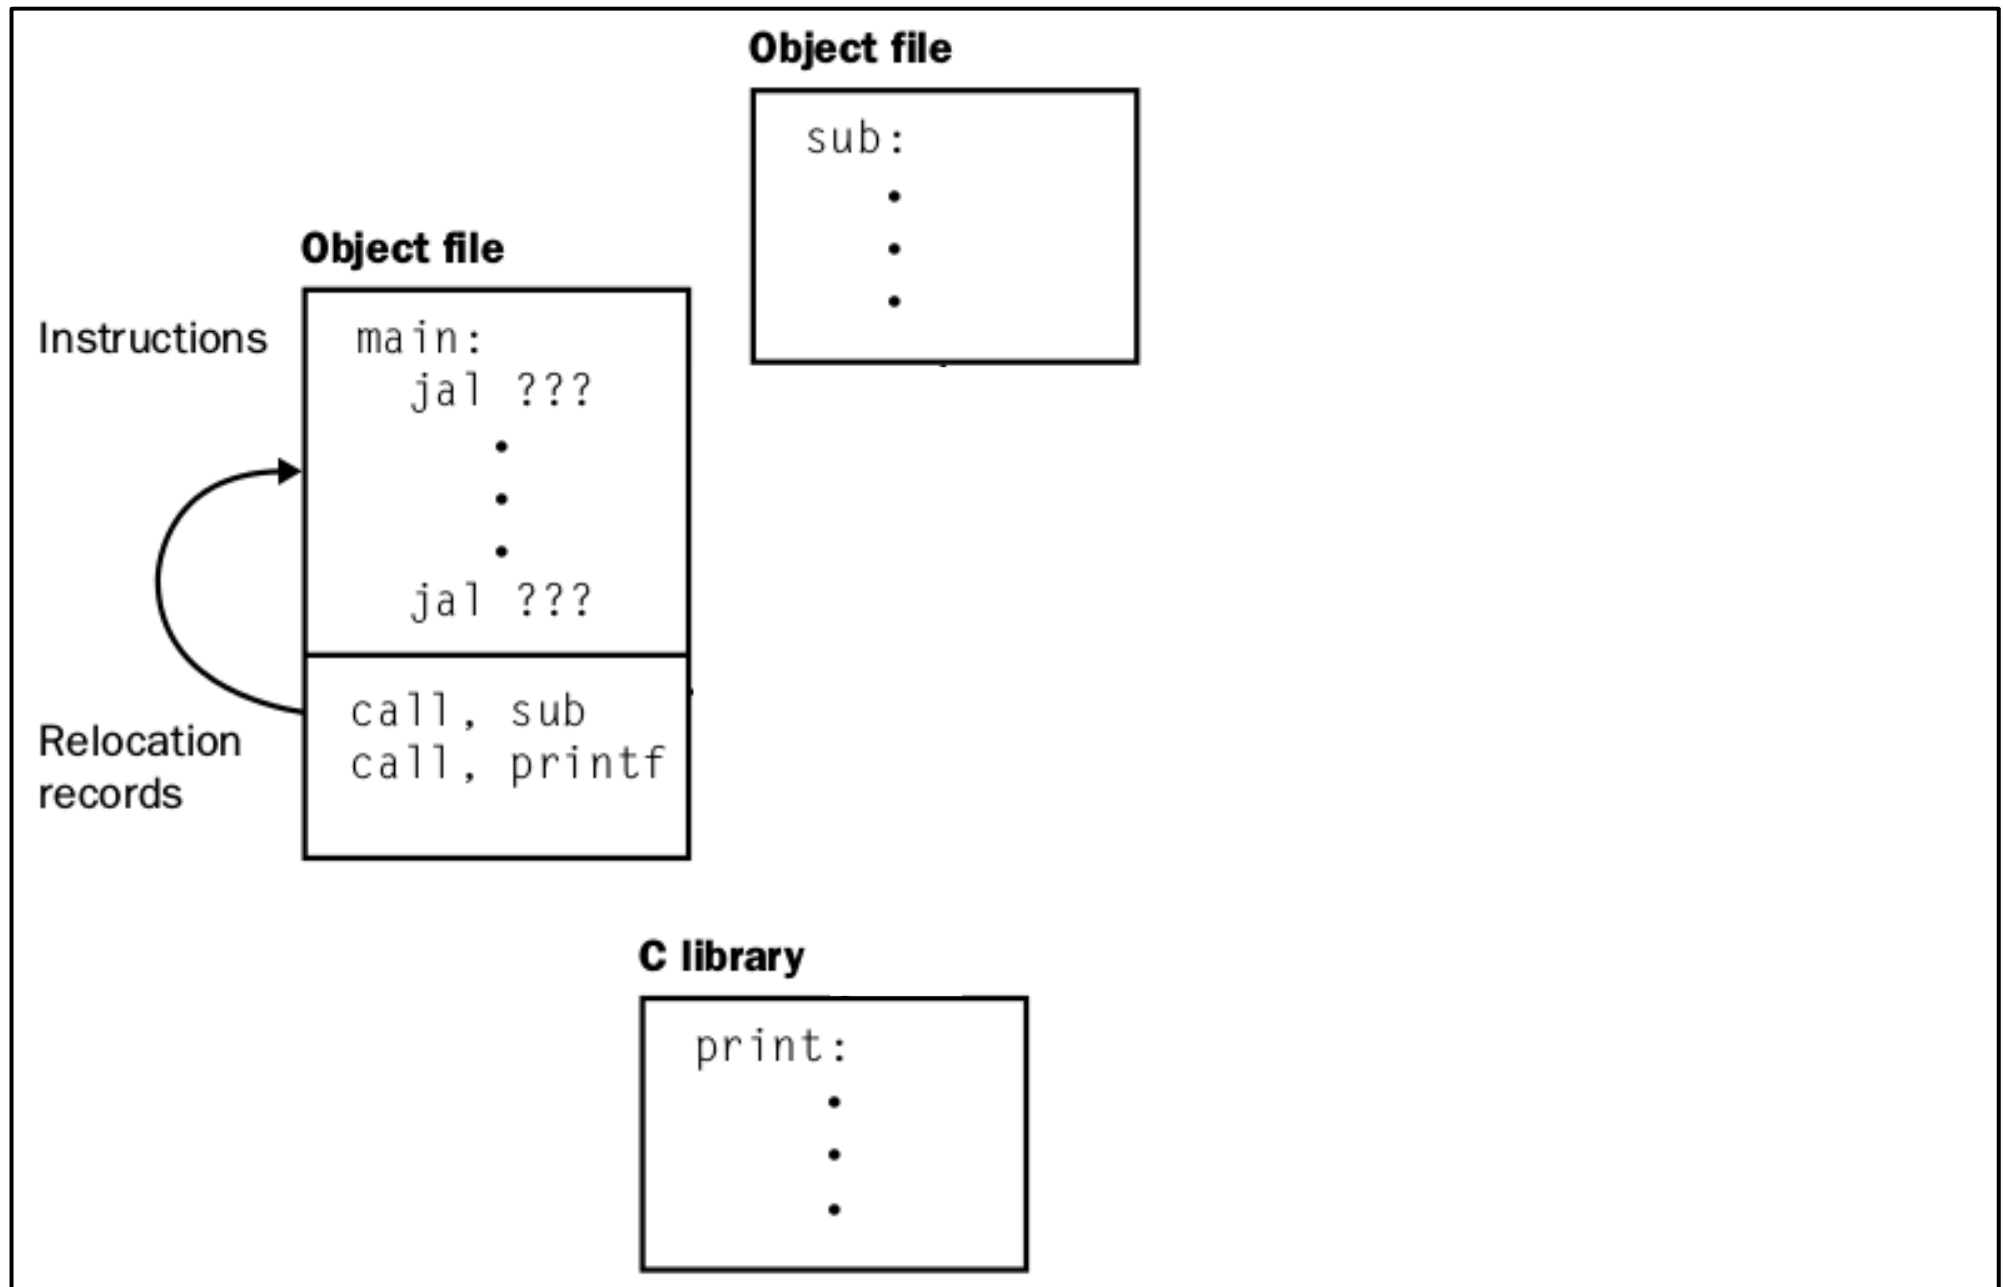 Object file
sub:
Object file
Instructions
main:
jal ???
jal ???
Relocation
records
call, sub
call, printf
C library
print: